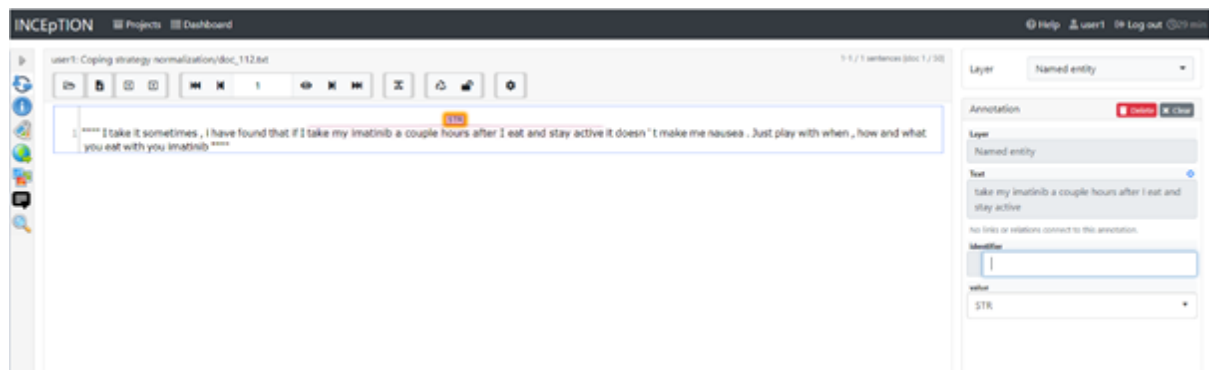 INCEpTION Projects Dashboard Help user1 Log out 29 min
user1: Coping strategy normalization/doc_112.txt 1-1 / 1 sentences [doc 1 / 30]
1
Layer Named entity
Annotation Delete Clear
STR
1 """" I take it sometimes , I have found that if I take my imatinib a couple hours after I eat and stay active it doesn ' t make me nausea . Just play with when , how and what
you eat with you imatinib """"
Layer
Named entity
Text
take my imatinib a couple hours after I eat and
stay active
No links or relations connect to this annotation.
identifier
value
STR